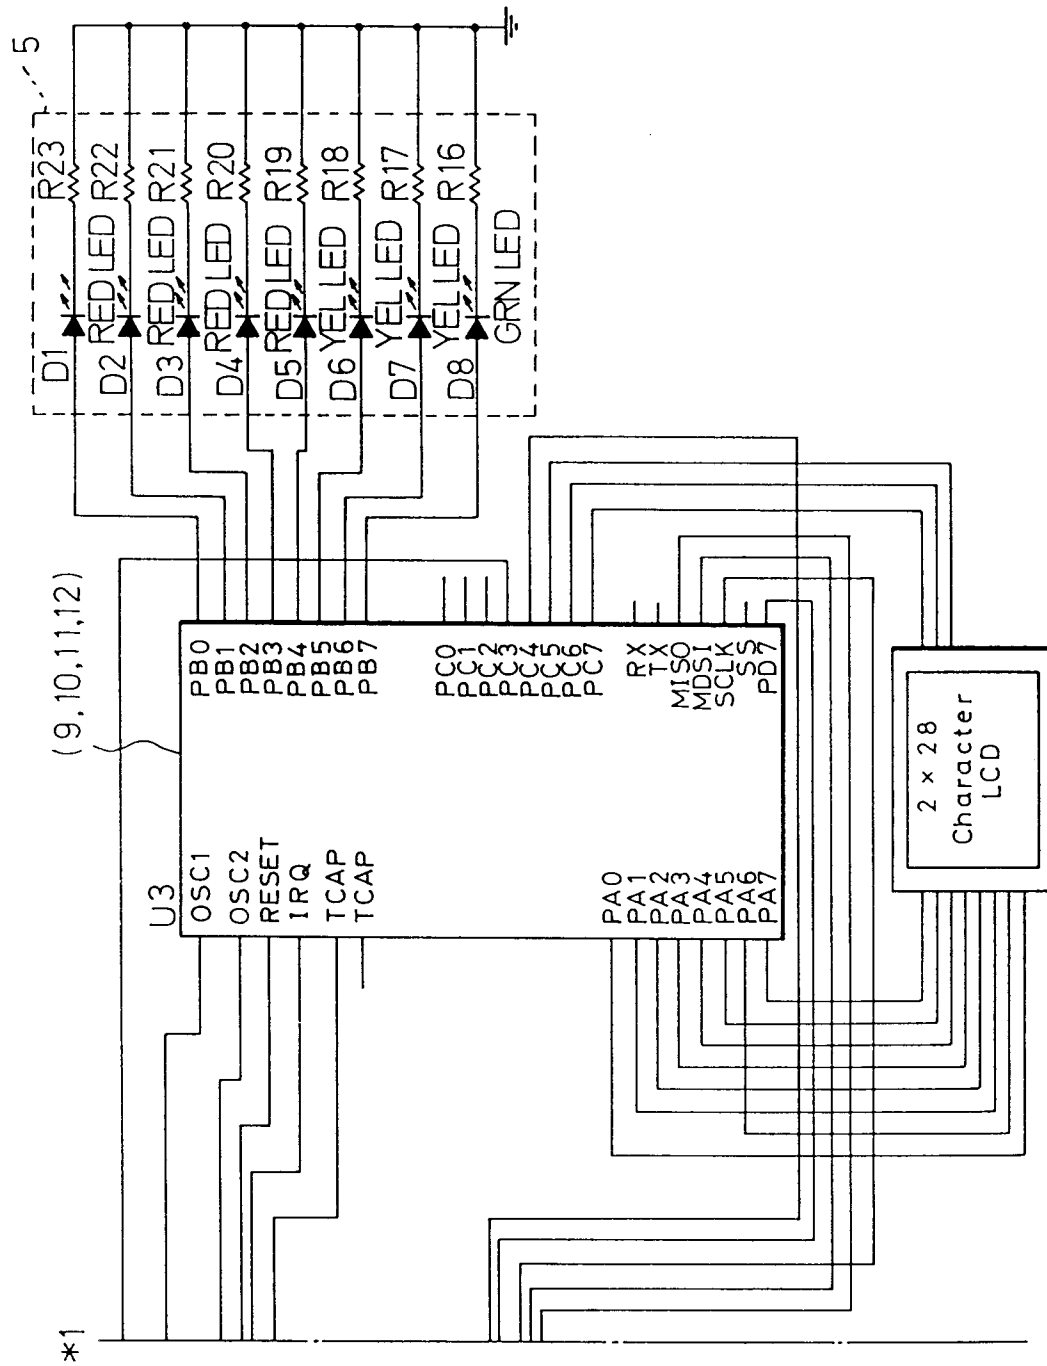 5
R23
R22
R21
R20
R19
R18
R17
R16
RED LED
RED LED
RED LED
RED LED
YEL LED
YEL LED
YEL LED
GRN LED
D1
D2
D3
D4
D5
D6
D7
D8
(9,10,11,12)
U3
OSC1
OSC2
RESET
IRQ
TCAP
TCAP
PB0
PB1
PB2
PB3
PB4
PB5
PB6
PB7
PC0
PC1
PC2
PC3
PC4
PC5
PC6
PC7
RX
TX
MISO
MDSI
SCLK
SS
PD7
PA0
PA1
PA2
PA3
PA4
PA5
PA6
PA7
2 × 28
Character
LCD
*1